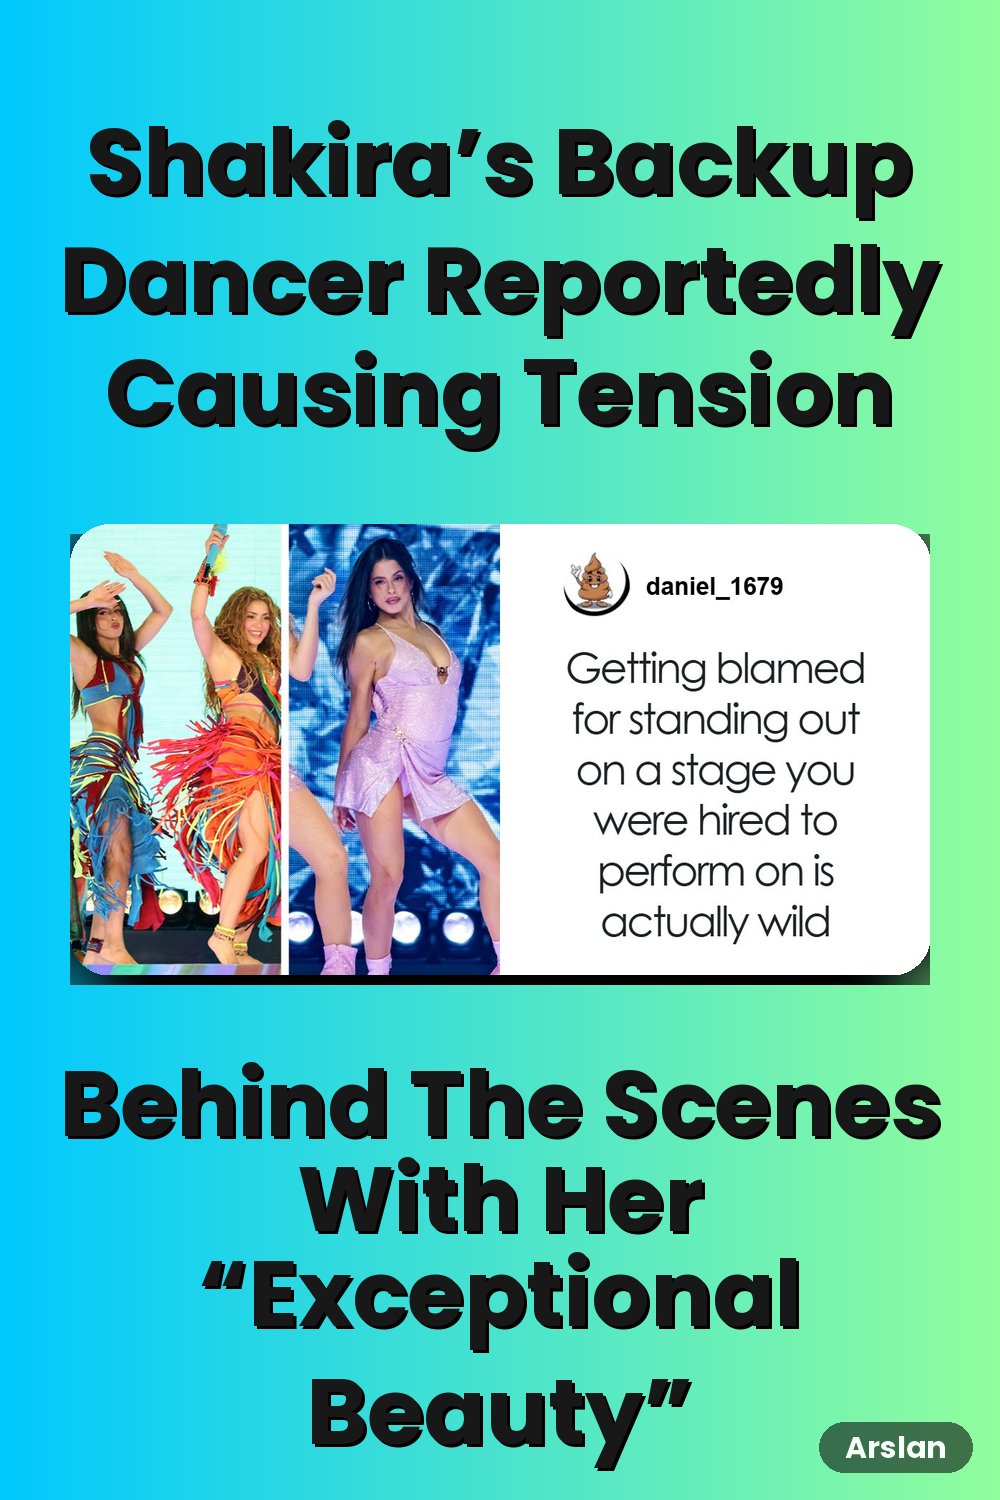 Shakira’s Backup
Dancer Reportedly
Causing Tension
daniel_1679
Getting blamed
for standing out
on a stage you
were hired to
perform on is
actually wild
Behind The Scenes
With Her
“Exceptional
Beauty”
Arslan